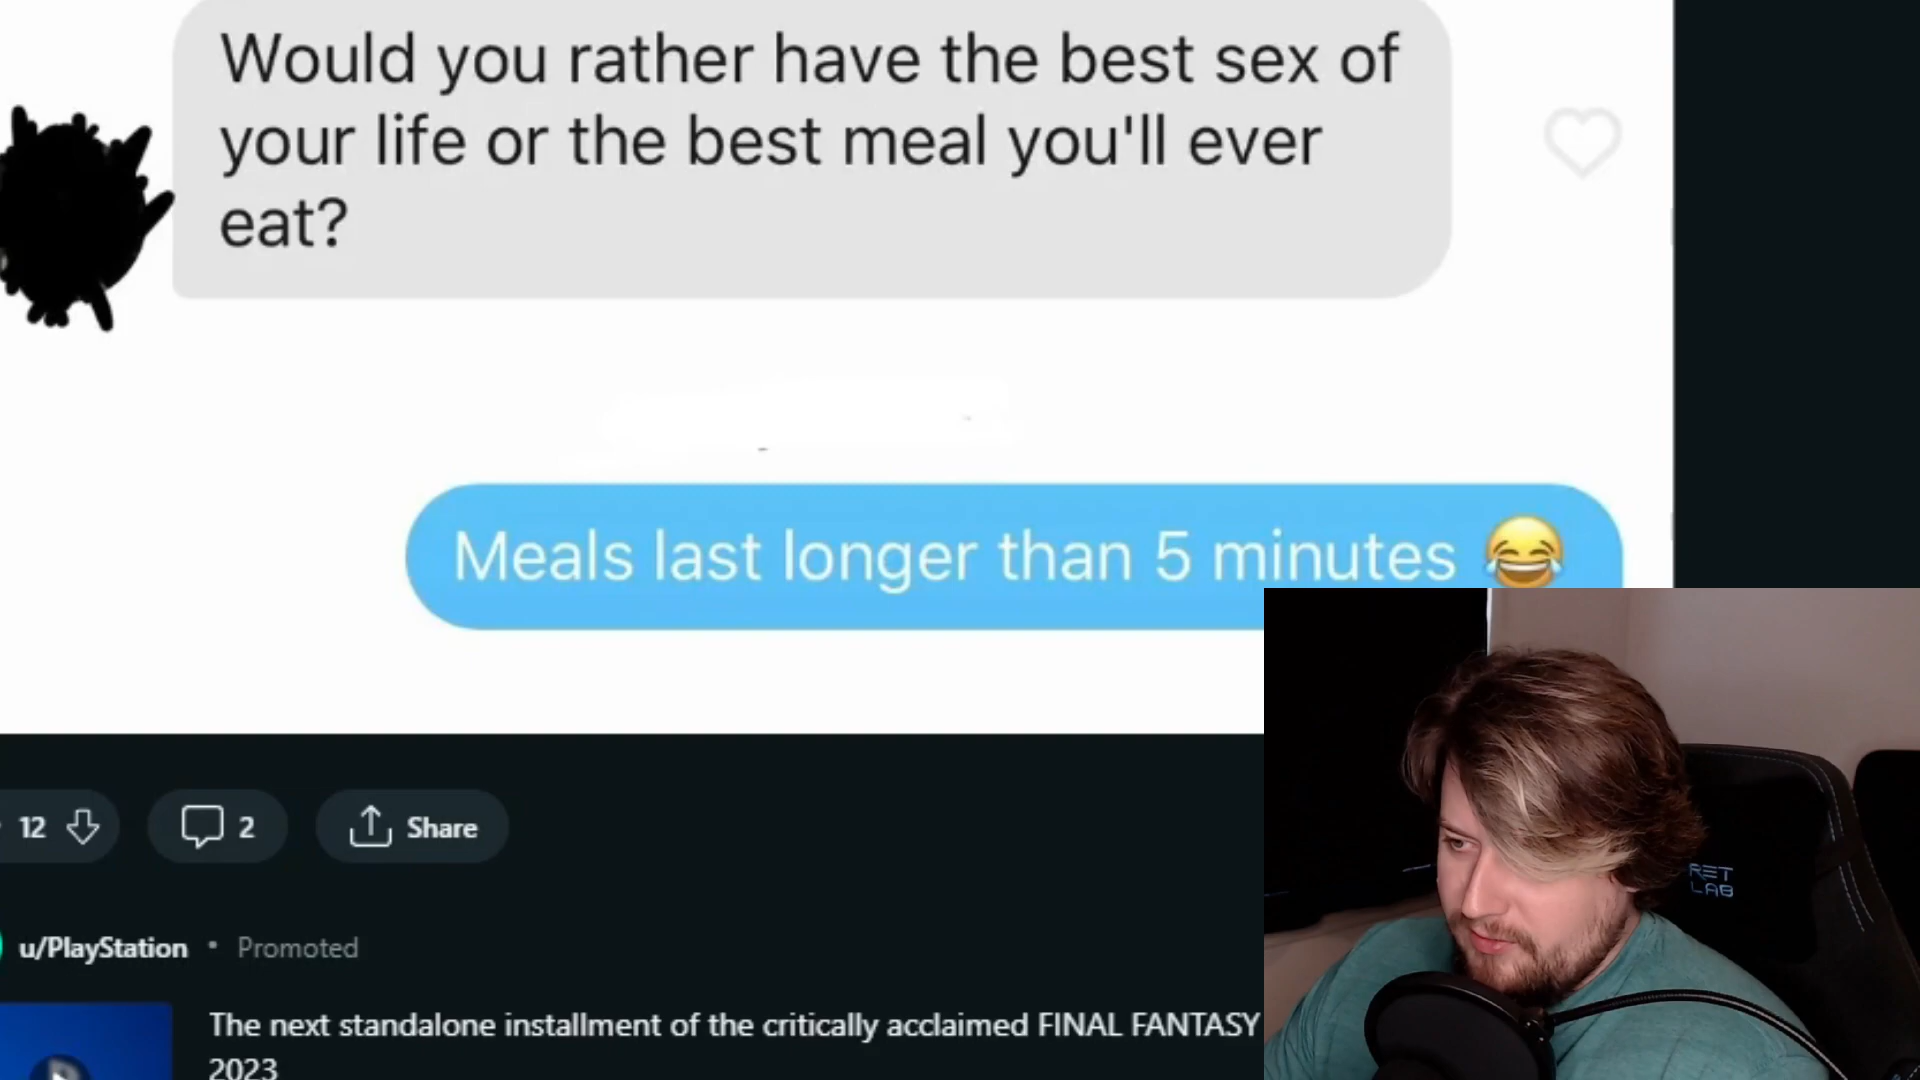 Would you rather have the best sex of
your life or the best meal you'll ever
eat?
Meals last longer than 5 minutes 😂
12
2
Share
u/PlayStation • Promoted
The next standalone installment of the critically acclaimed FINAL FANTASY
2023
RET
LAB